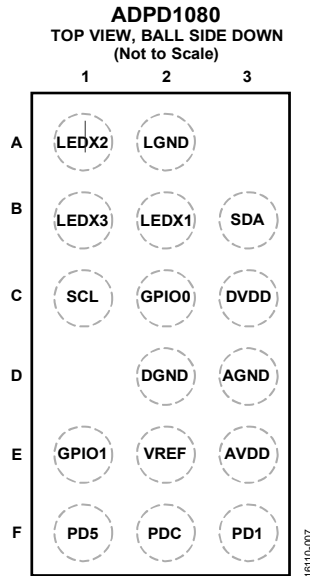 ADPD1080
TOP VIEW, BALL SIDE DOWN
(Not to Scale)
1 2 3
A LEDX2 LGND
B LEDX3 LEDX1 SDA
C SCL GPIO0 DVDD
D DGND AGND
E GPIO1 VREF AVDD
F PD5 PDC PD1
16110-007